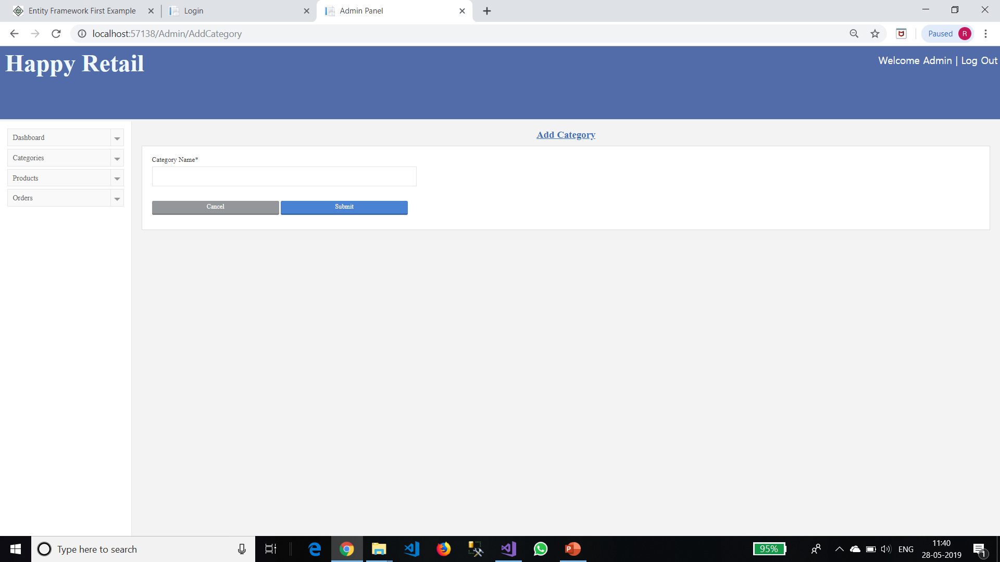 Entity Framework First Example
Login
Admin Panel
localhost:57138/Admin/AddCategory
Paused R
Happy Retail
Welcome Admin | Log Out
Dashboard
Categories
Products
Orders
Add Category
Category Name*
Cancel
Submit
Type here to search
95%
ENG
11:40
28-05-2019
1